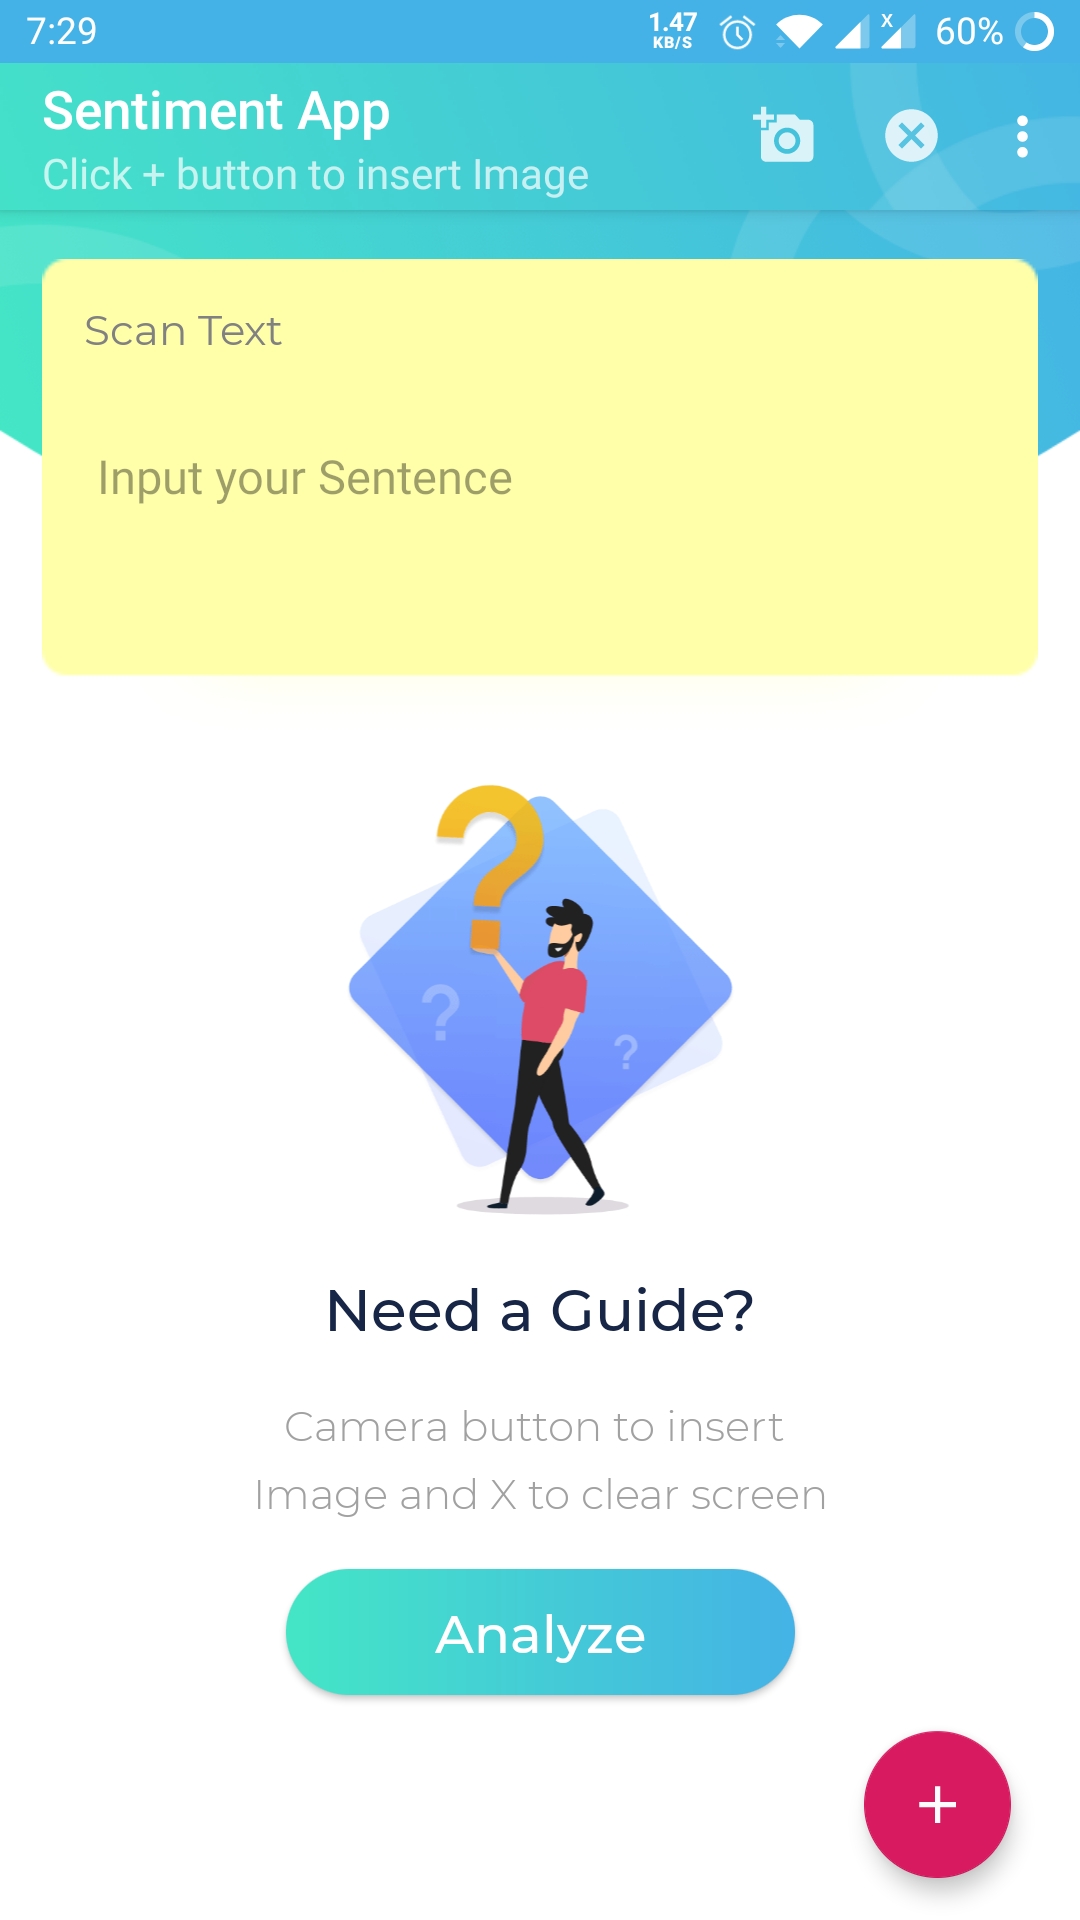 7:29
1.47
KB/S
X
60%
Sentiment App
Click + button to insert Image
Scan Text
Input your Sentence
?
?
?
Need a Guide?
Camera button to insert
Image and X to clear screen
Analyze
+